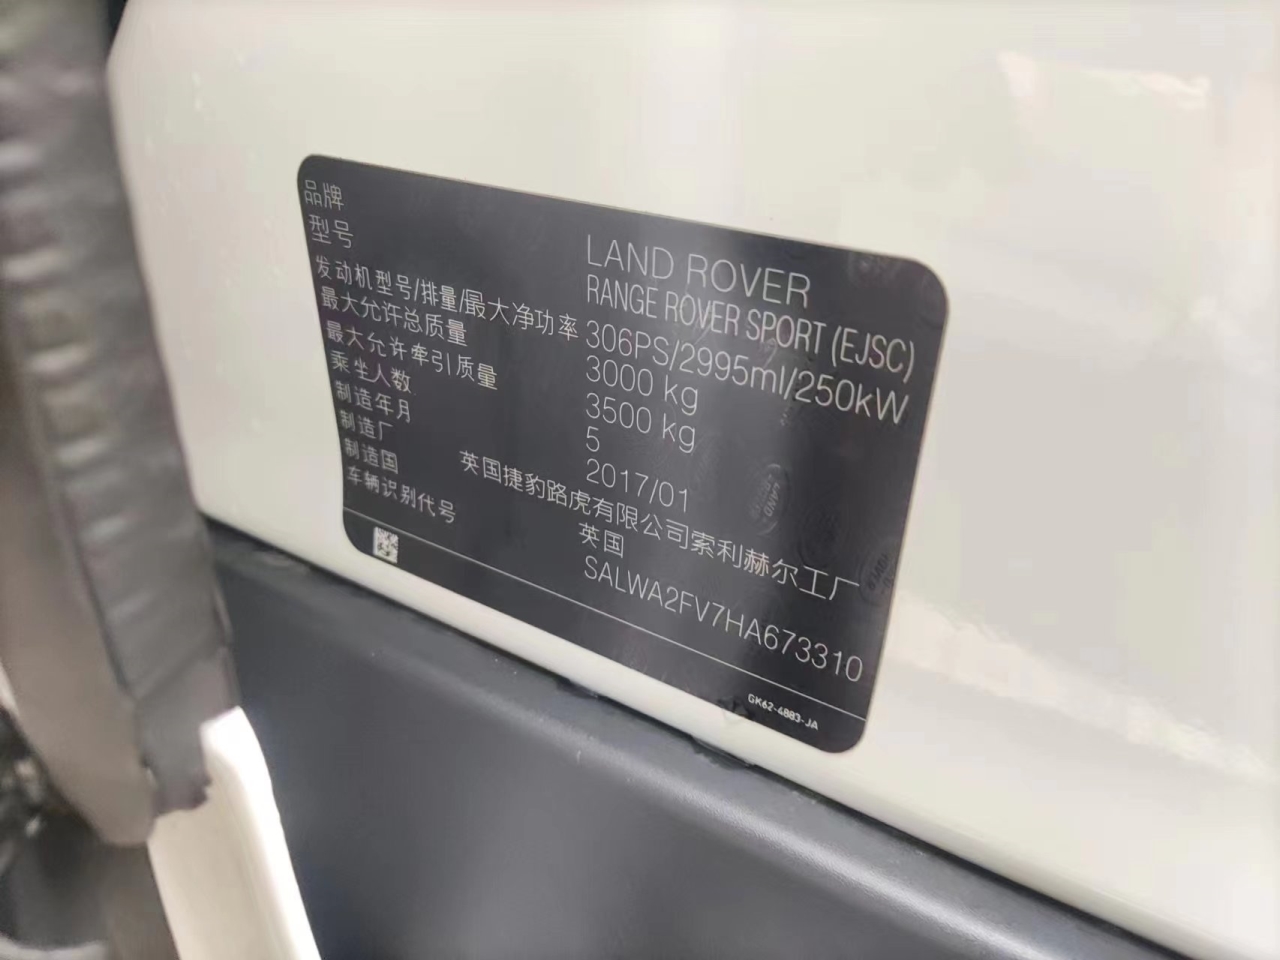 品牌 LAND ROVER
型号 RANGE ROVER SPORT (EJSC)
发动机型号/排量/最大净功率 306PS/2995ml/250kW
最大允许总质量 3000 kg
最大允许牵引质量 3500 kg
乘坐人数 5
制造年月 2017/01
制造厂 英国捷豹路虎有限公司索利赫尔工厂
制造国 英国
车辆识别代号 SALWA2FV7HA673310
GK62-4883-JA